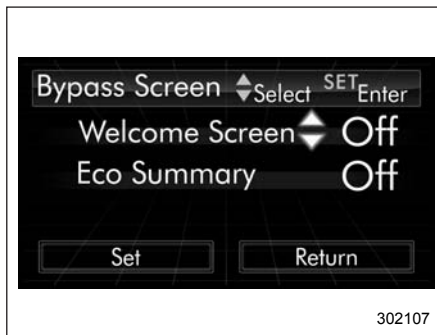 Bypass Screen Select SET Enter
Welcome Screen Off
Eco Summary Off
Set Return
302107